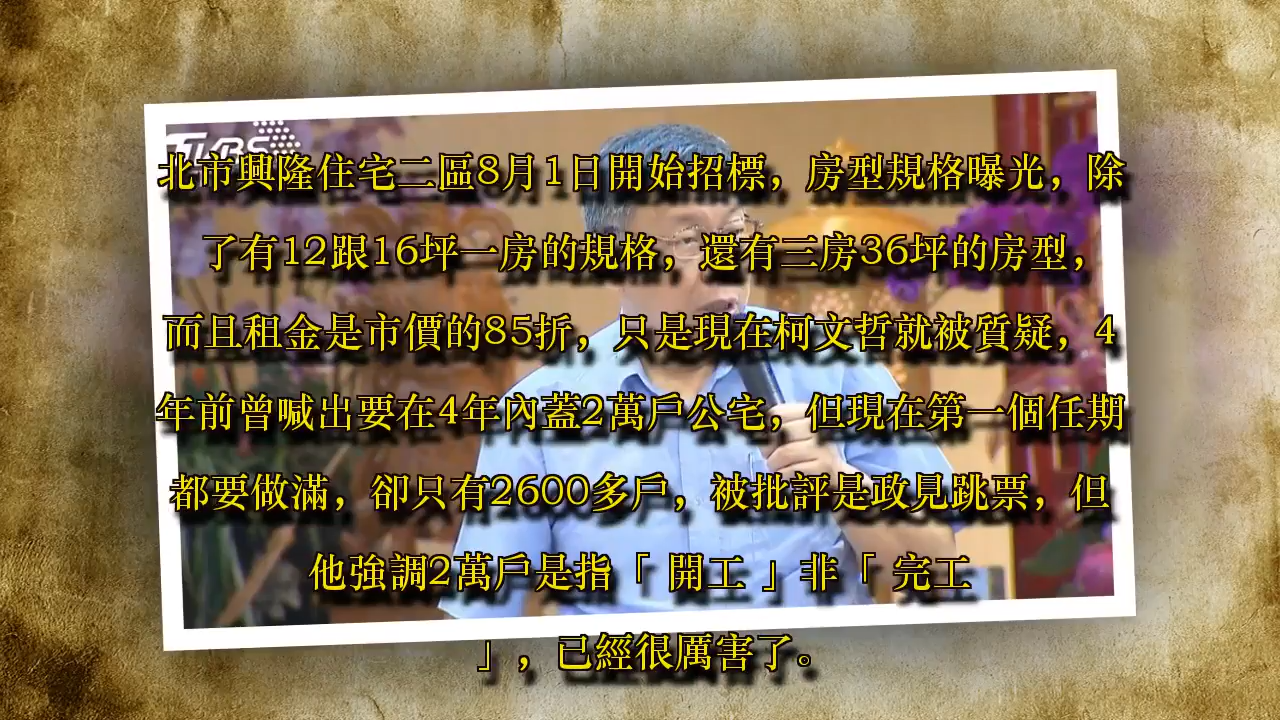 TVBS
北市興隆住宅二區8月1日開始招標，房型規格曝光，除
了有12跟16坪一房的規格，還有三房36坪的房型，
而且租金是市價的85折，只是現在柯文哲就被質疑，4
年前曾喊出要在4年內蓋2萬戶公宅，但現在第一個任期
都要做滿，卻只有2600多戶，被批評是政見跳票，但
他強調2萬戶是指「 開工 」非「 完工
」，已經很厲害了。